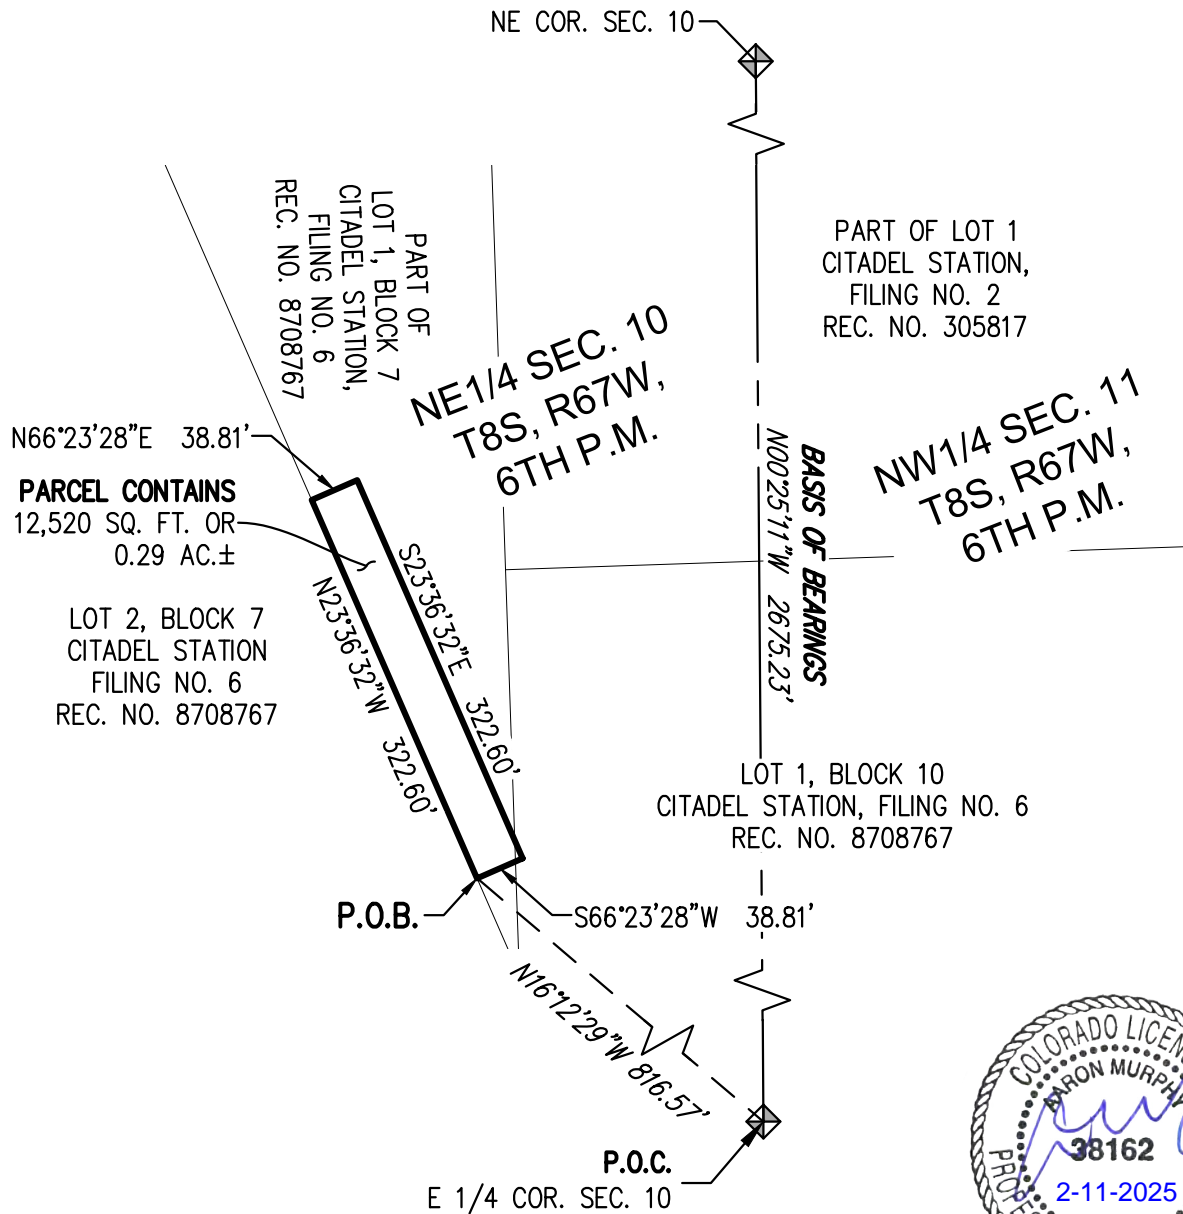 NE COR. SEC. 10
PART OF
LOT 1, BLOCK 7
CITADEL STATION,
FILING NO. 6
REC. NO. 8708767
PART OF LOT 1
CITADEL STATION,
FILING NO. 2
REC. NO. 305817
NE1/4 SEC. 10
T8S, R67W,
6TH P.M.
NW1/4 SEC. 11
T8S, R67W,
6TH P.M.
BASIS OF BEARINGS
N00°25'11"W 2675.23'
N66°23'28"E 38.81'
PARCEL CONTAINS
12,520 SQ. FT. OR
0.29 AC.±
S23°36'32"E 322.60'
N23°36'32"W 322.60'
LOT 2, BLOCK 7
CITADEL STATION
FILING NO. 6
REC. NO. 8708767
LOT 1, BLOCK 10
CITADEL STATION, FILING NO. 6
REC. NO. 8708767
P.O.B.
S66°23'28"W 38.81'
N16°12'29"W 816.57'
P.O.C.
E 1/4 COR. SEC. 10
COLORADO
AARON MURPHY
38162
2-11-2025